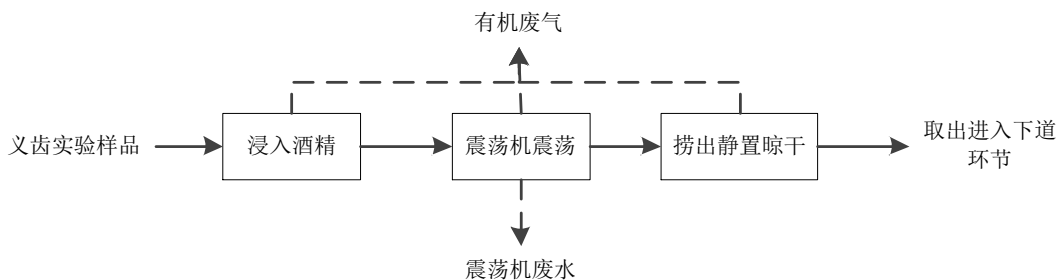 有机废气
义齿实验样品
浸入酒精
震荡机震荡
捞出静置晾干
取出进入下道
环节
震荡机废水